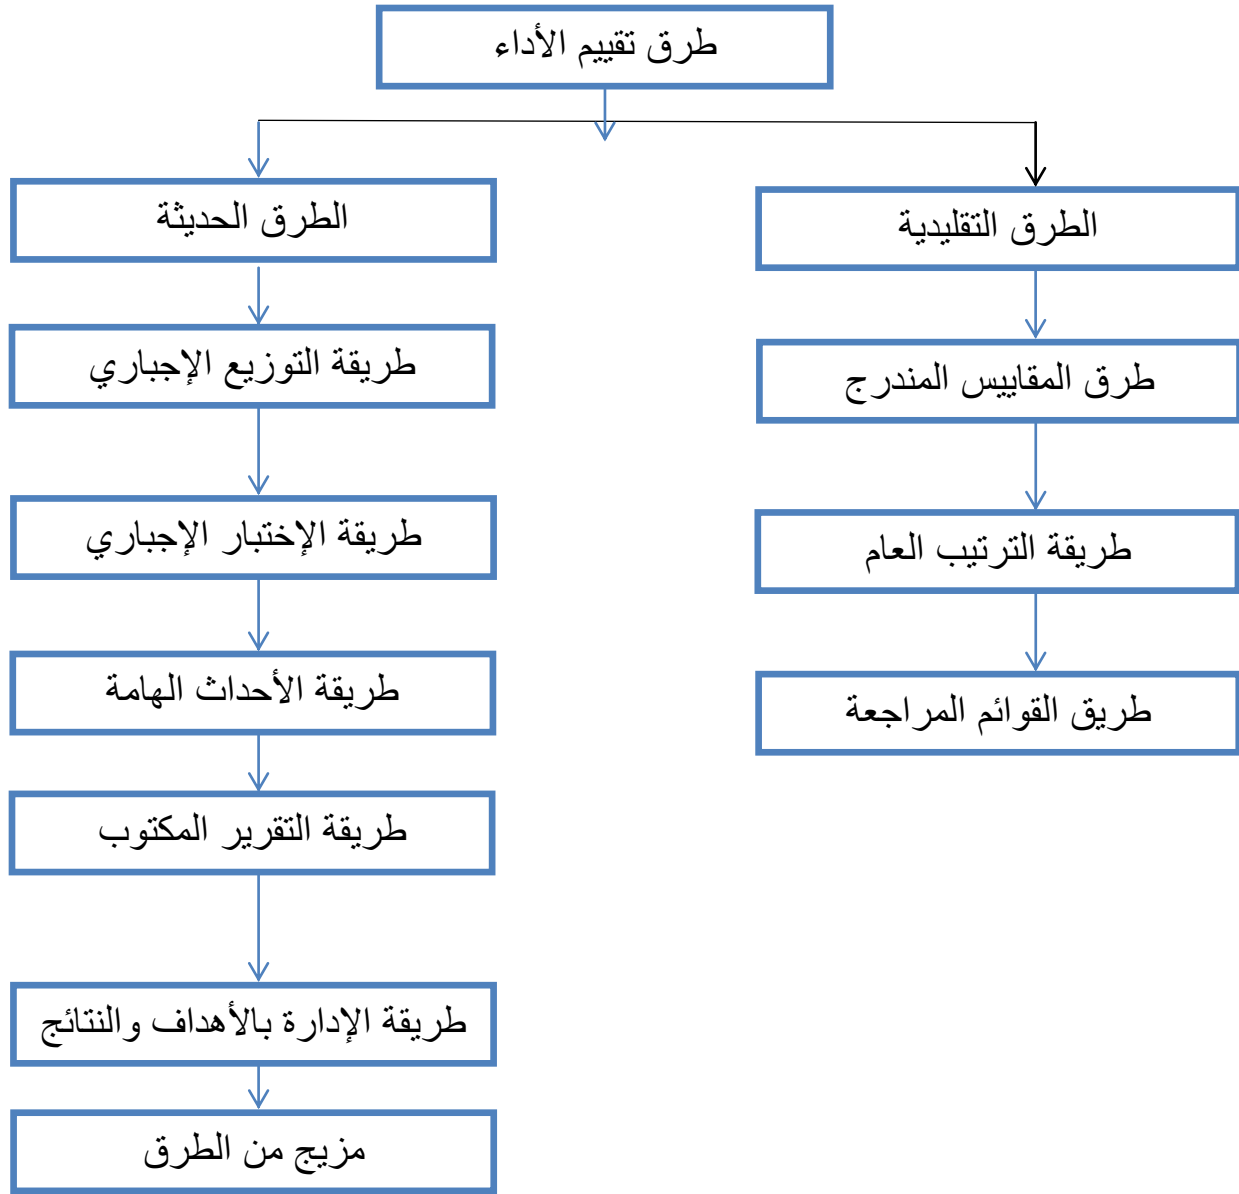 طرق تقييم الأداء
الطرق التقليدية
طرق المقاييس المندرج
طريقة الترتيب العام
طريق القوائم المراجعة
الطرق الحديثة
طريقة التوزيع الإجباري
طريقة الإختبار الإجباري
طريقة الأحداث الهامة
طريقة التقرير المكتوب
طريقة الإدارة بالأهداف والنتائج
مزيج من الطرق